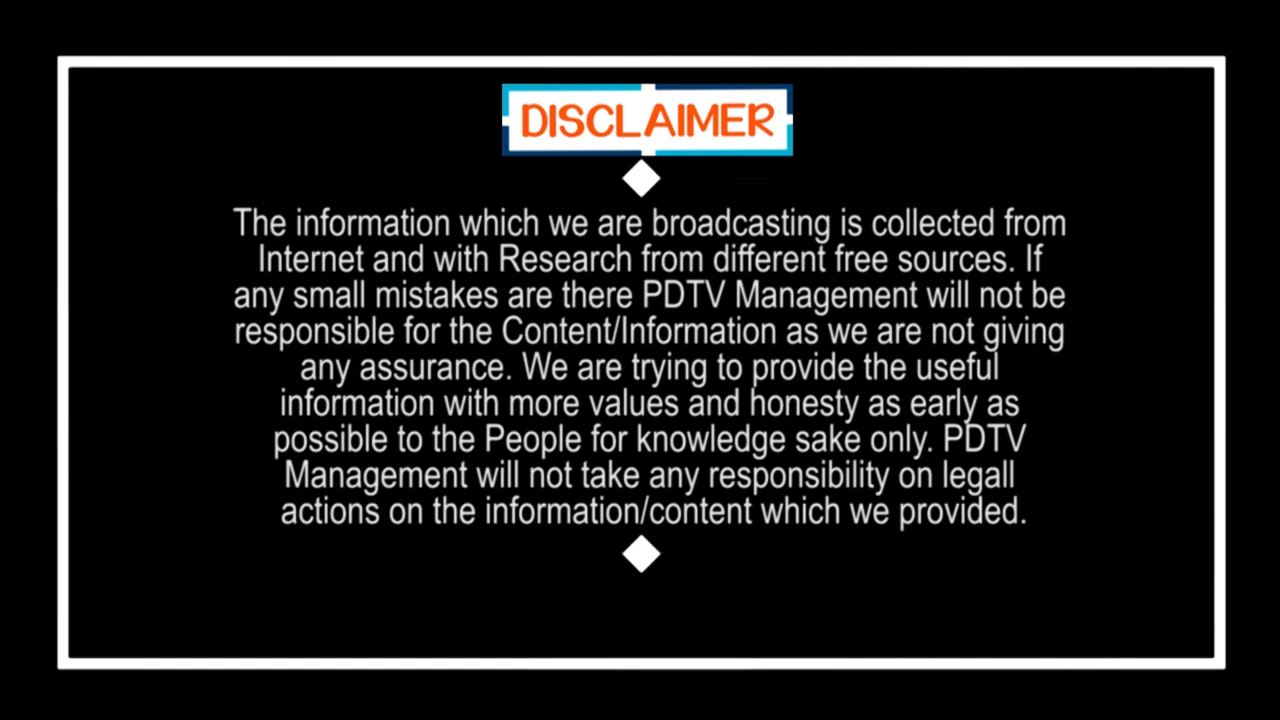 DISCLAIMER
The information which we are broadcasting is collected from
Internet and with Research from different free sources. If
any small mistakes are there PDTV Management will not be
responsible for the Content/Information as we are not giving
any assurance. We are trying to provide the useful
information with more values and honesty as early as
possible to the People for knowledge sake only. PDTV
Management will not take any responsibility on legall
actions on the information/content which we provided.